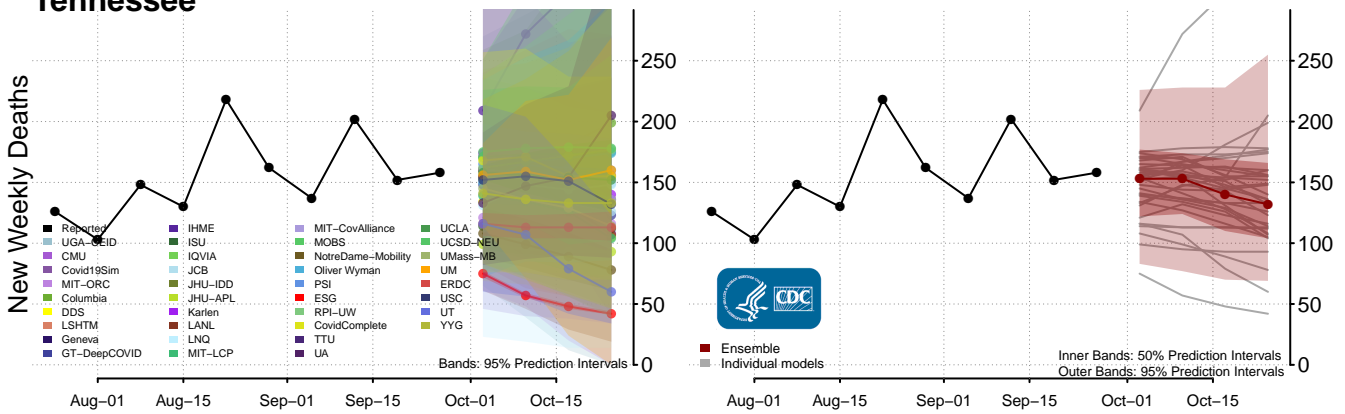 Tennessee
New Weekly Deaths
250
200
150
100
50
0
Reported
UGA−CEID
CMU
Covid19Sim
MIT−ORC
Columbia
DDS
LSHTM
Geneva
GT−DeepCOVID
IHME
ISU
IQVIA
JCB
JHU−IDD
JHU−APL
Karlen
LANL
LNQ
MIT−LCP
MIT−CovAlliance
MOBS
NotreDame−Mobility
Oliver Wyman
PSI
ESG
RPI−UW
CovidComplete
TTU
UA
UCLA
UCSD−NEU
UMass−MB
UM
ERDC
USC
UT
YYG
Bands: 95% Prediction Intervals
Aug−01 Aug−15 Sep−01 Sep−15 Oct−01 Oct−15
250
200
150
100
50
0
CDC
Ensemble
Individual models
Inner Bands: 50% Prediction Intervals
Outer Bands: 95% Prediction Intervals
Aug−01 Aug−15 Sep−01 Sep−15 Oct−01 Oct−15